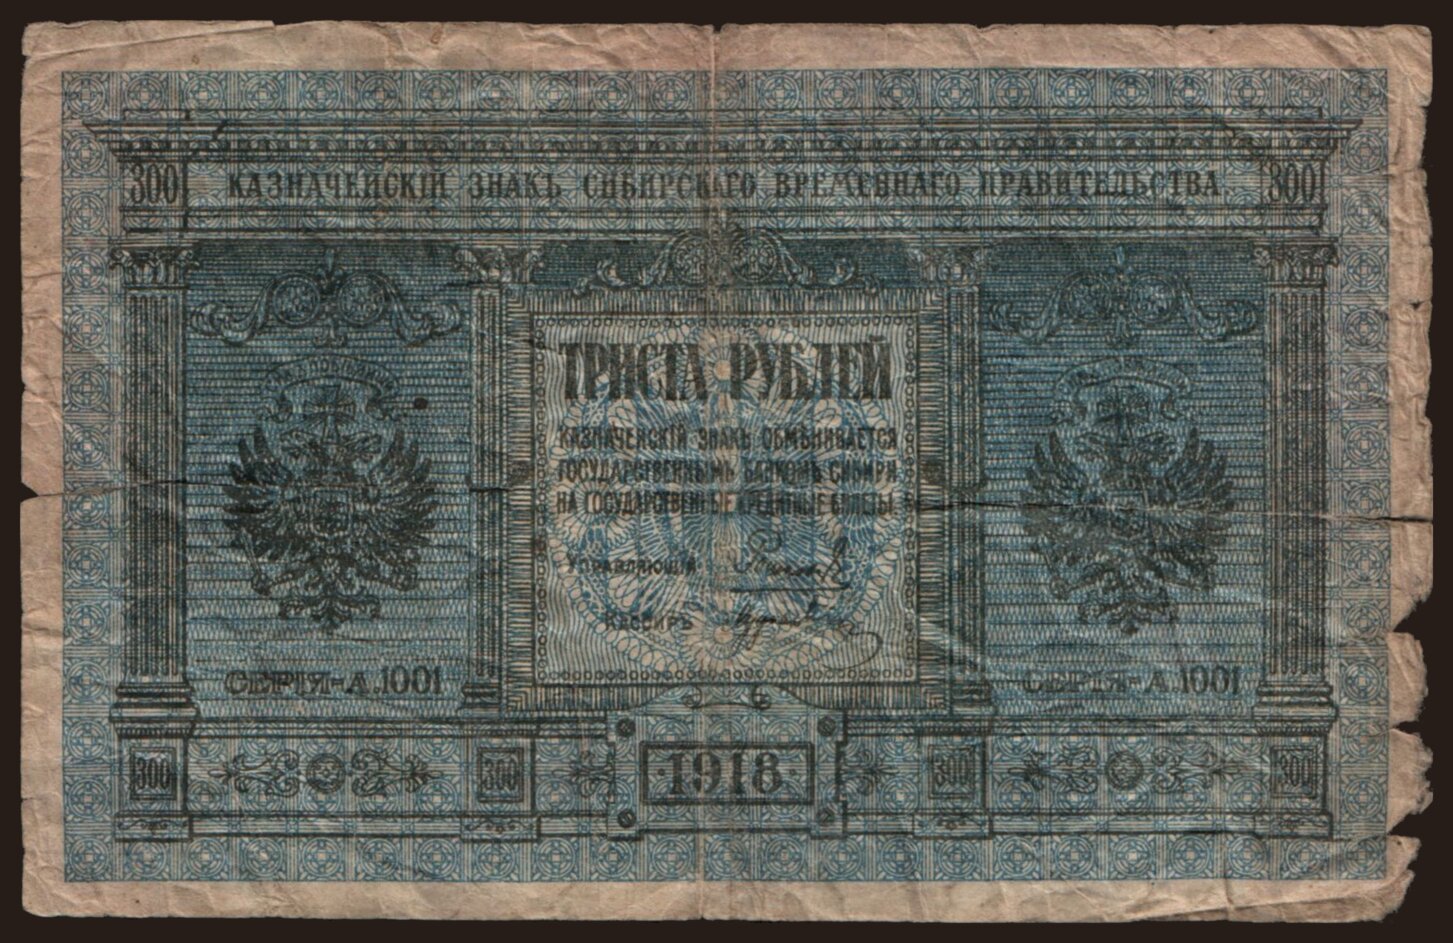 300 КАЗНАЧЕЙСКІЙ ЗНАКЪ СИБИРСКАГО ВРЕМЕННАГО ПРАВИТЕЛЬСТВА 300
ТРИСТА РУБЛЕЙ
КАЗНАЧЕЙСКІЙ ЗНАКЪ ОБМѢНИВАЕТСЯ
ГОСУДАРСТВЕННЫМЪ БАНКОМЪ СИБИРИ
НА ГОСУДАРСТВЕННЫЕ КРЕДИТНЫЕ БИЛЕТЫ.
УПРАВЛЯЮЩІЙ
КАССИРЪ
СЕРІЯ-А.1001 СЕРІЯ-А.1001
300 300 ·1918· 300 300